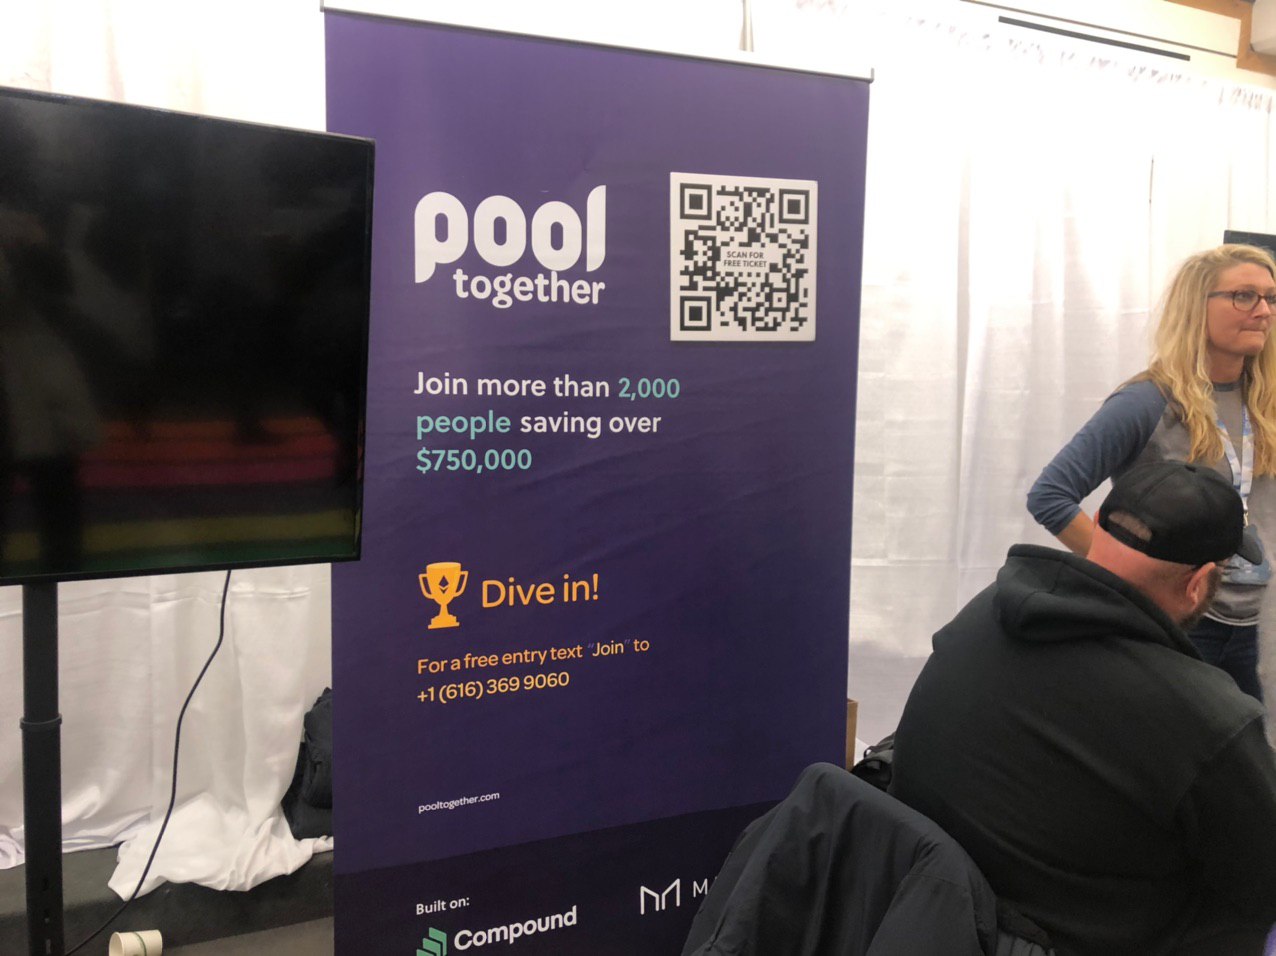 pool
together
SCAN FOR
FREE TICKET
Join more than 2,000
people saving over
$750,000
Dive in!
For a free entry text "Join" to
+1 (616) 369 9060
pooltogether.com
Built on:
Compound
M